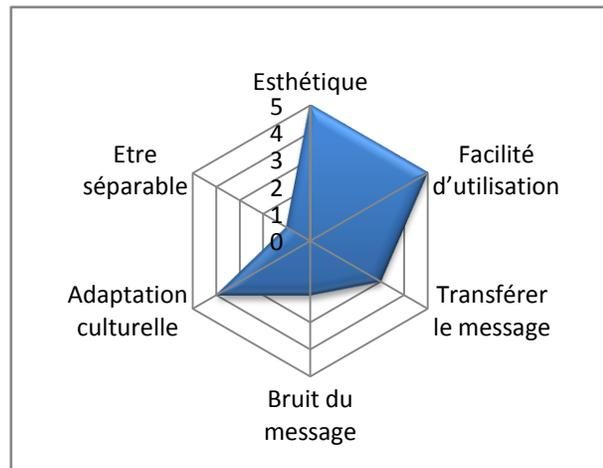 Esthétique
5
4
3
2
1
0
Facilité
d’utilisation
Transférer
le message
Bruit du
message
Adaptation
culturelle
Etre
séparable